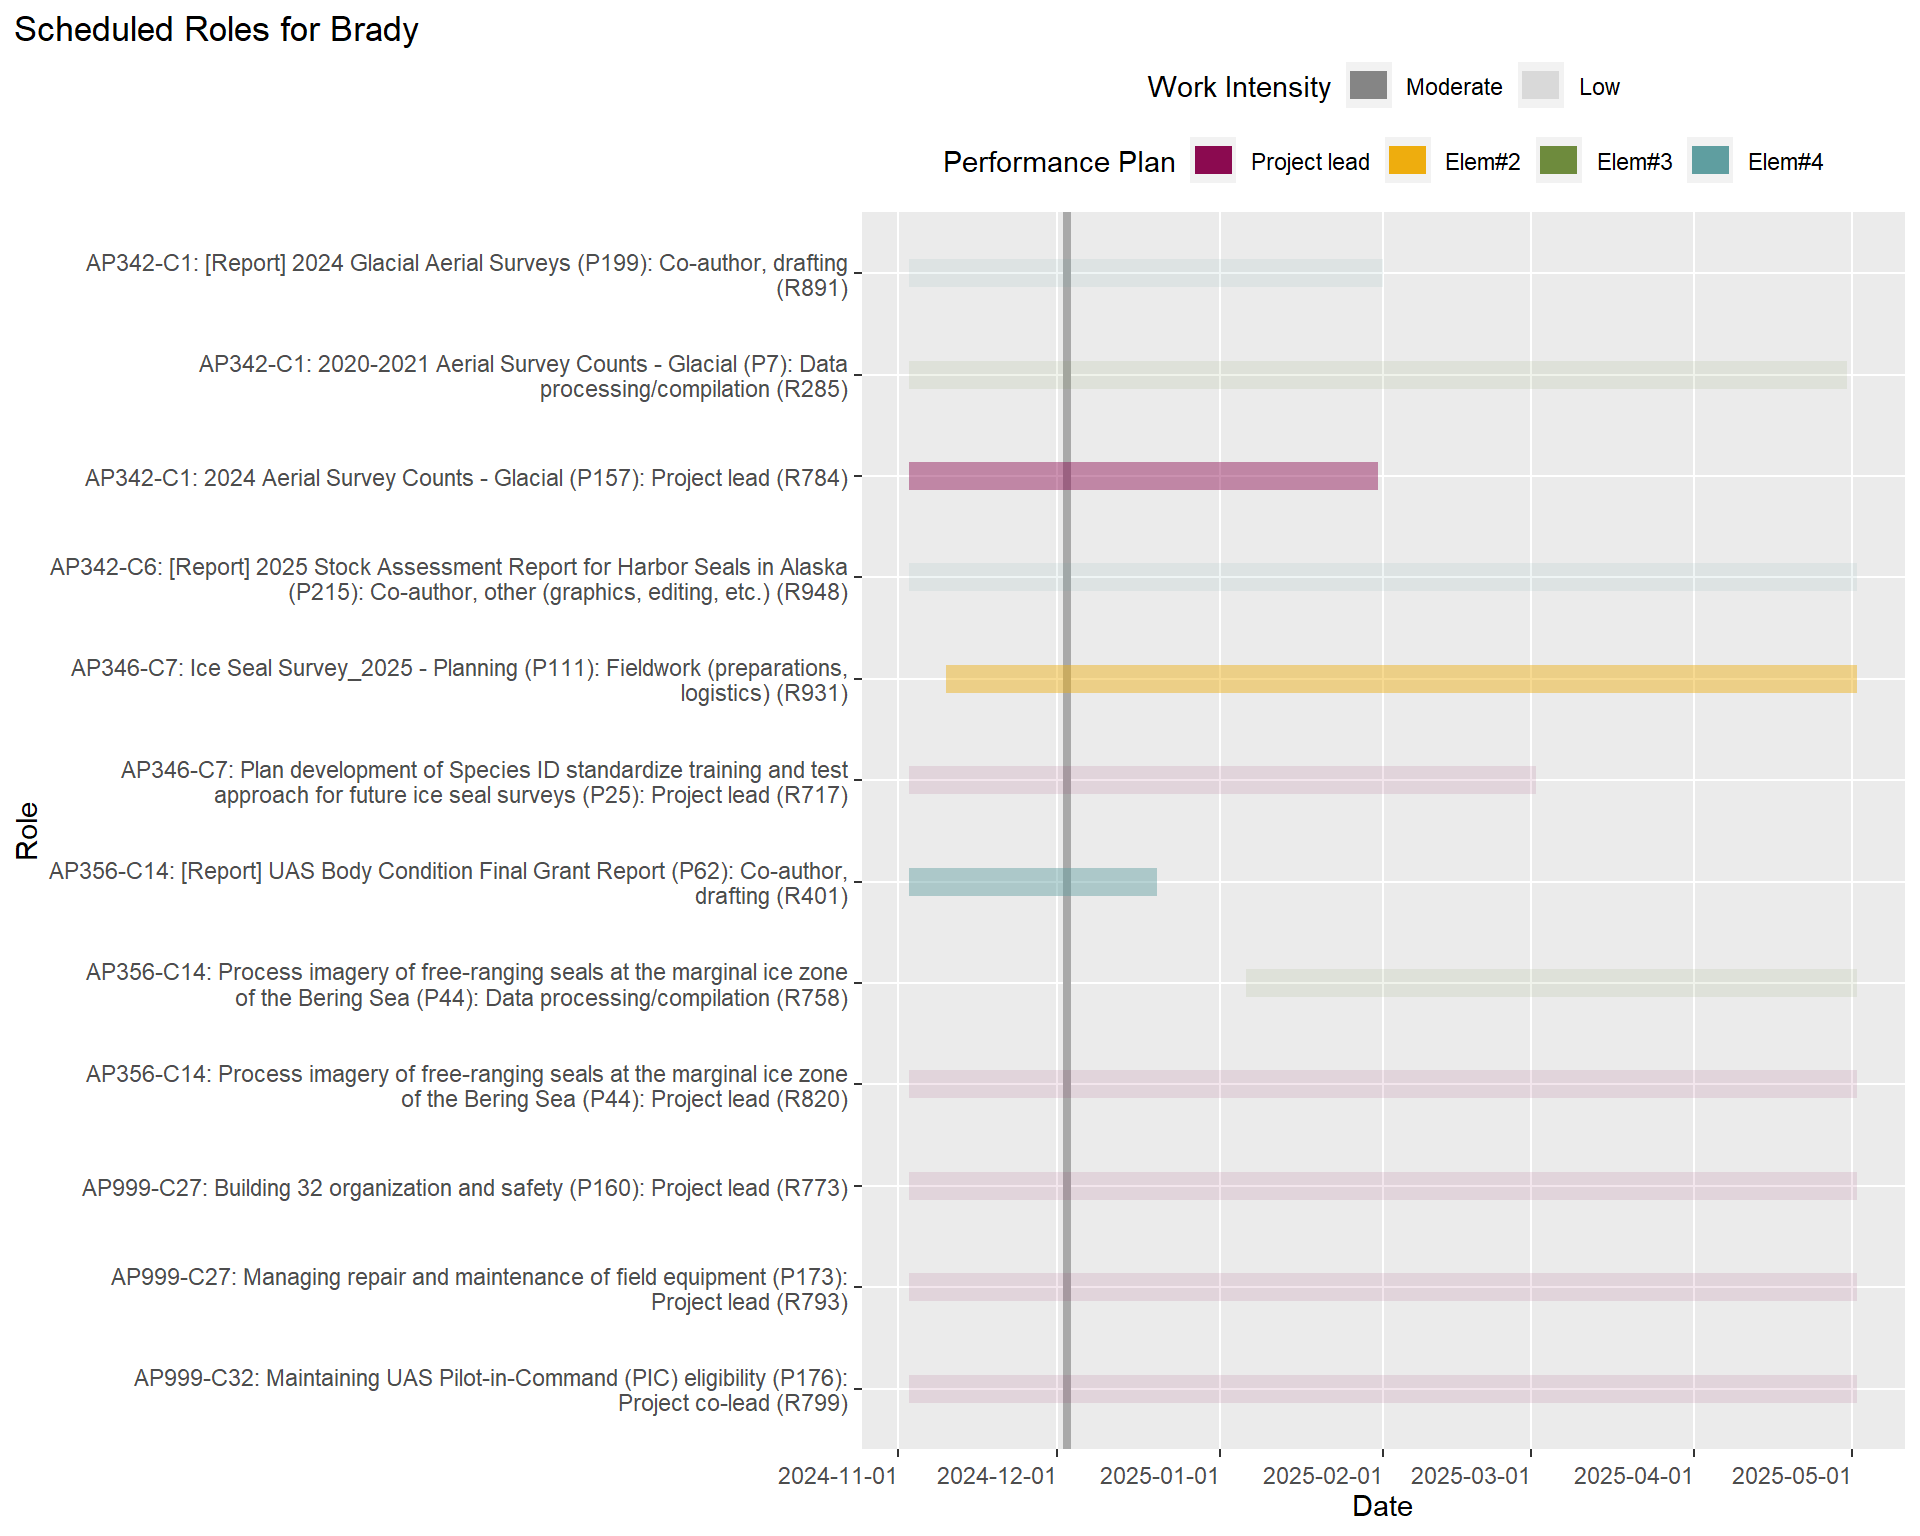 Scheduled Roles for Brady
Work Intensity Moderate Low
Performance Plan Project lead Elem#2 Elem#3 Elem#4
AP342-C1: [Report] 2024 Glacial Aerial Surveys (P199): Co-author, drafting
(R891)
AP342-C1: 2020-2021 Aerial Survey Counts - Glacial (P7): Data
processing/compilation (R285)
AP342-C1: 2024 Aerial Survey Counts - Glacial (P157): Project lead (R784)
AP342-C6: [Report] 2025 Stock Assessment Report for Harbor Seals in Alaska
(P215): Co-author, other (graphics, editing, etc.) (R948)
AP346-C7: Ice Seal Survey_2025 - Planning (P111): Fieldwork (preparations,
logistics) (R931)
AP346-C7: Plan development of Species ID standardize training and test
approach for future ice seal surveys (P25): Project lead (R717)
AP356-C14: [Report] UAS Body Condition Final Grant Report (P62): Co-author,
drafting (R401)
AP356-C14: Process imagery of free-ranging seals at the marginal ice zone
of the Bering Sea (P44): Data processing/compilation (R758)
AP356-C14: Process imagery of free-ranging seals at the marginal ice zone
of the Bering Sea (P44): Project lead (R820)
AP999-C27: Building 32 organization and safety (P160): Project lead (R773)
AP999-C27: Managing repair and maintenance of field equipment (P173):
Project lead (R793)
AP999-C32: Maintaining UAS Pilot-in-Command (PIC) eligibility (P176):
Project co-lead (R799)
Role
2024-11-01 2024-12-01 2025-01-01 2025-02-01 2025-03-01 2025-04-01 2025-05-01
Date